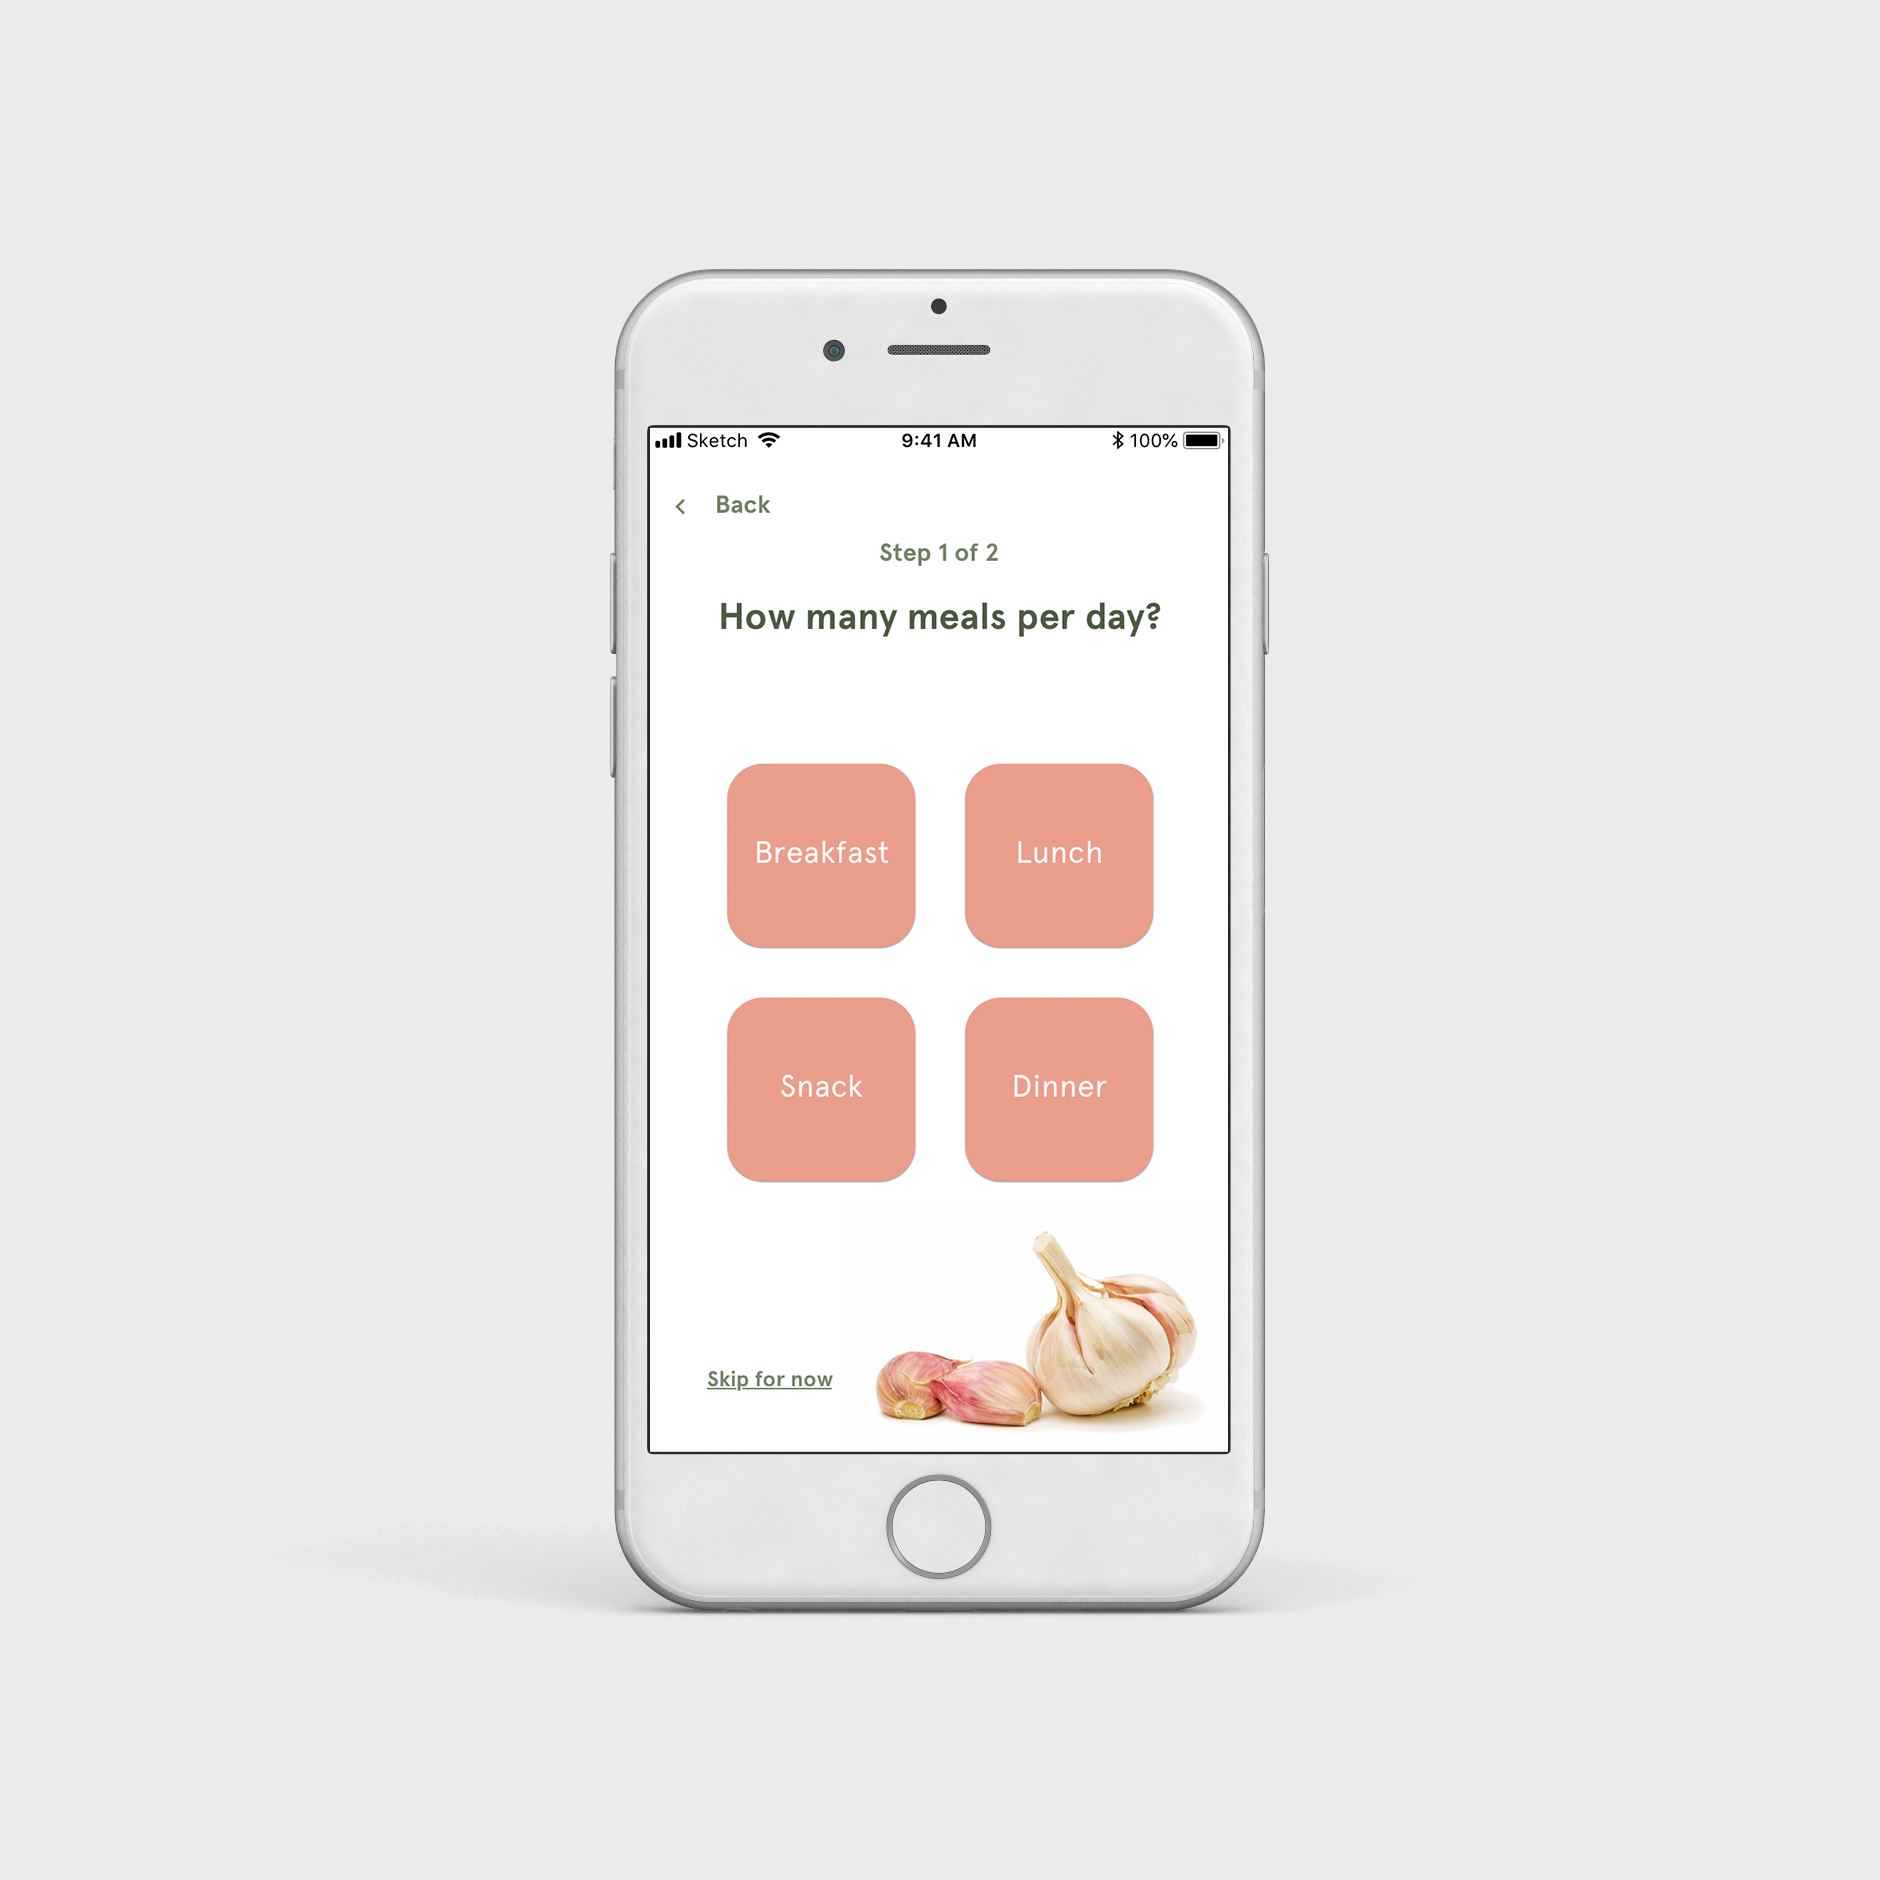 Sketch 9:41 AM 100%
Back
Step 1 of 2
How many meals per day?
Breakfast Lunch
Snack Dinner
Skip for now